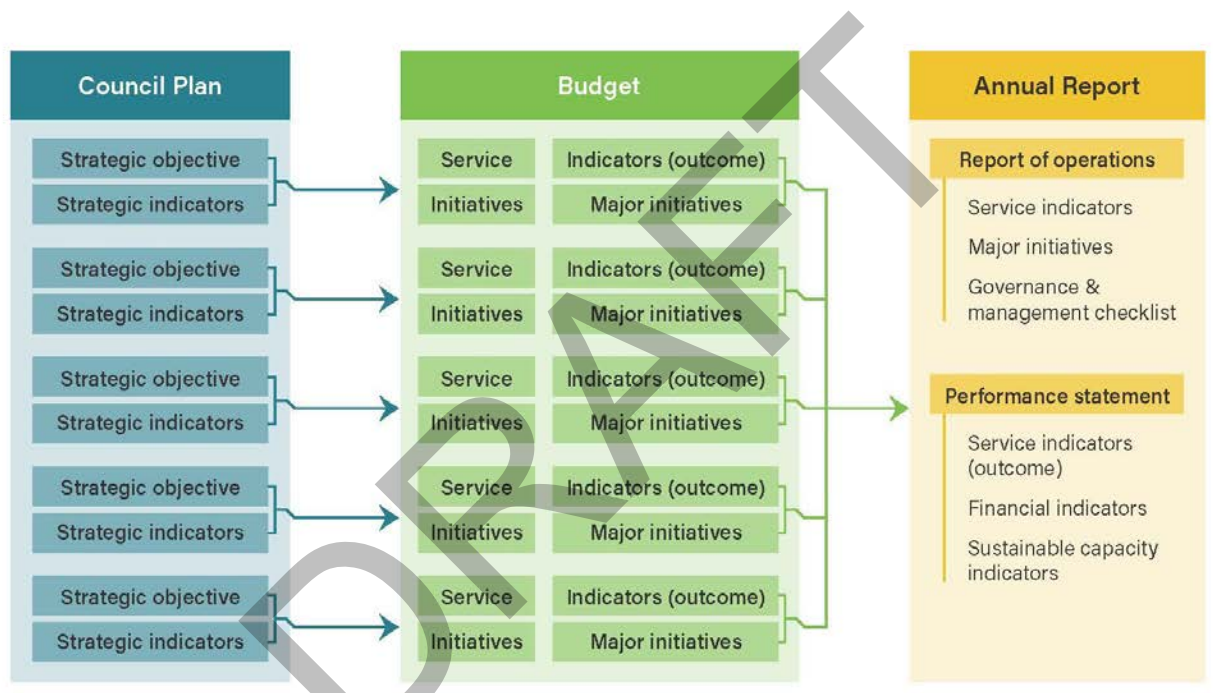 Council Plan
Strategic objective
Strategic indicators
Strategic objective
Strategic indicators
Strategic objective
Strategic indicators
Strategic objective
Strategic indicators
Strategic objective
Strategic indicators
Budget
Service
Indicators (outcome)
Initiatives
Major initiatives
Service
Indicators (outcome)
Initiatives
Major initiatives
Service
Indicators (outcome)
Initiatives
Major initiatives
Service
Indicators (outcome)
Initiatives
Major initiatives
Service
Indicators (outcome)
Initiatives
Major initiatives
Annual Report
Report of operations
Service indicators
Major initiatives
Governance &
management checklist
Performance statement
Service indicators
(outcome)
Financial indicators
Sustainable capacity
indicators
DRAFT